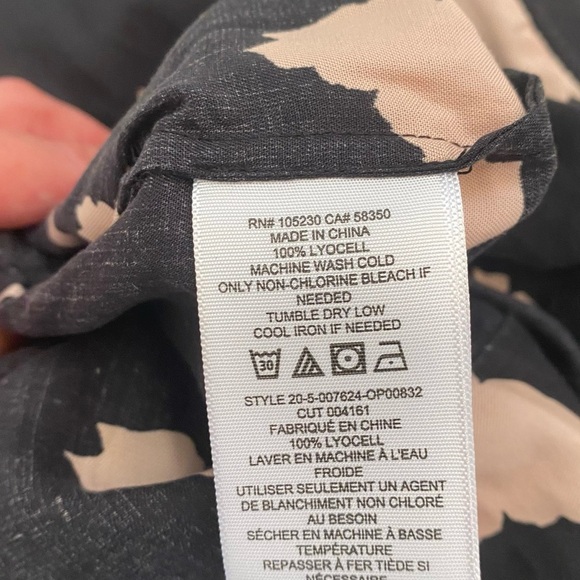 RN# 105230 CA# 58350
MADE IN CHINA
100% LYOCELL
MACHINE WASH COLD
ONLY NON-CHLORINE BLEACH IF
NEEDED
TUMBLE DRY LOW
COOL IRON IF NEEDED
30
STYLE 20-5-007624-OP00832
CUT 004161
FABRIQUÉ EN CHINE
100% LYOCELL
LAVER EN MACHINE À L'EAU
FROIDE
UTILISER SEULEMENT UN AGENT
DE BLANCHIMENT NON CHLORÉ
AU BESOIN
SÉCHER EN MACHINE À BASSE
TEMPÉRATURE
REPASSER À FER TIÈDE SI
NÉCESSAIRE